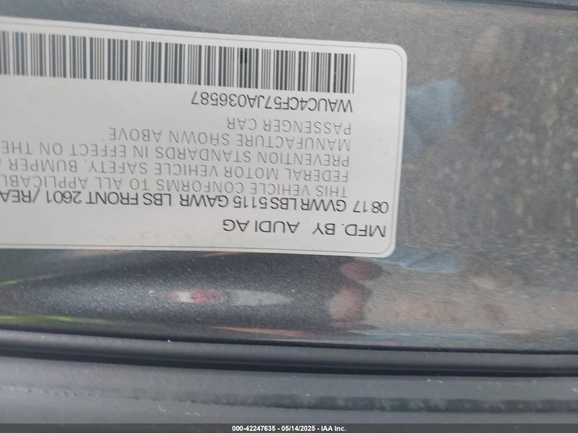 MFD. BY AUDI AG
08 17 GVWR LBS 5115 GAWR LBS FRONT 2601 /REA
THIS VEHICLE CONFORMS TO ALL APPLICABL
FEDERAL MOTOR VEHICLE SAFETY, BUMPER
PREVENTION STANDARDS IN EFFECT ON THE
MANUFACTURE SHOWN ABOVE
PASSENGER CAR
WAUC4CF57JA036587
000-42247635 — 05/14/2025 — IAA Inc.